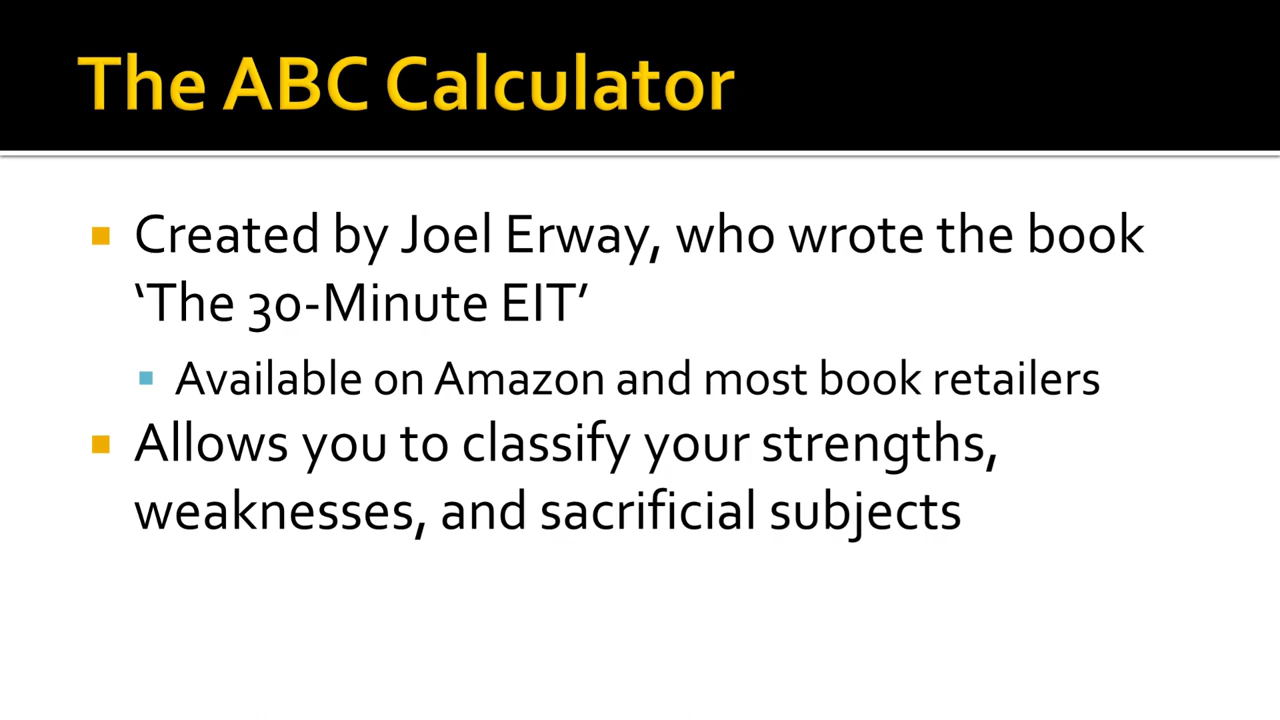 The ABC Calculator
Created by Joel Erway, who wrote the book
‘The 30-Minute EIT’
Available on Amazon and most book retailers
Allows you to classify your strengths,
weaknesses, and sacrificial subjects